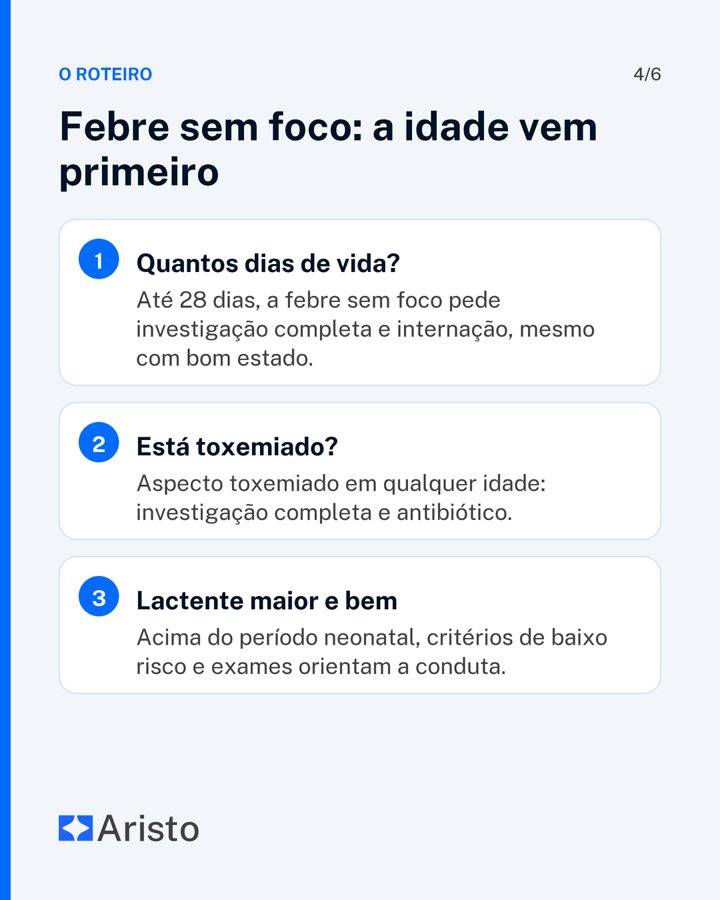 O ROTEIRO
4/6
Febre sem foco: a idade vem
primeiro
1
Quantos dias de vida?
Até 28 dias, a febre sem foco pede
investigação completa e internação, mesmo
com bom estado.
2
Está toxemiado?
Aspecto toxemiado em qualquer idade:
investigação completa e antibiótico.
3
Lactente maior e bem
Acima do período neonatal, critérios de baixo
risco e exames orientam a conduta.
Aristo